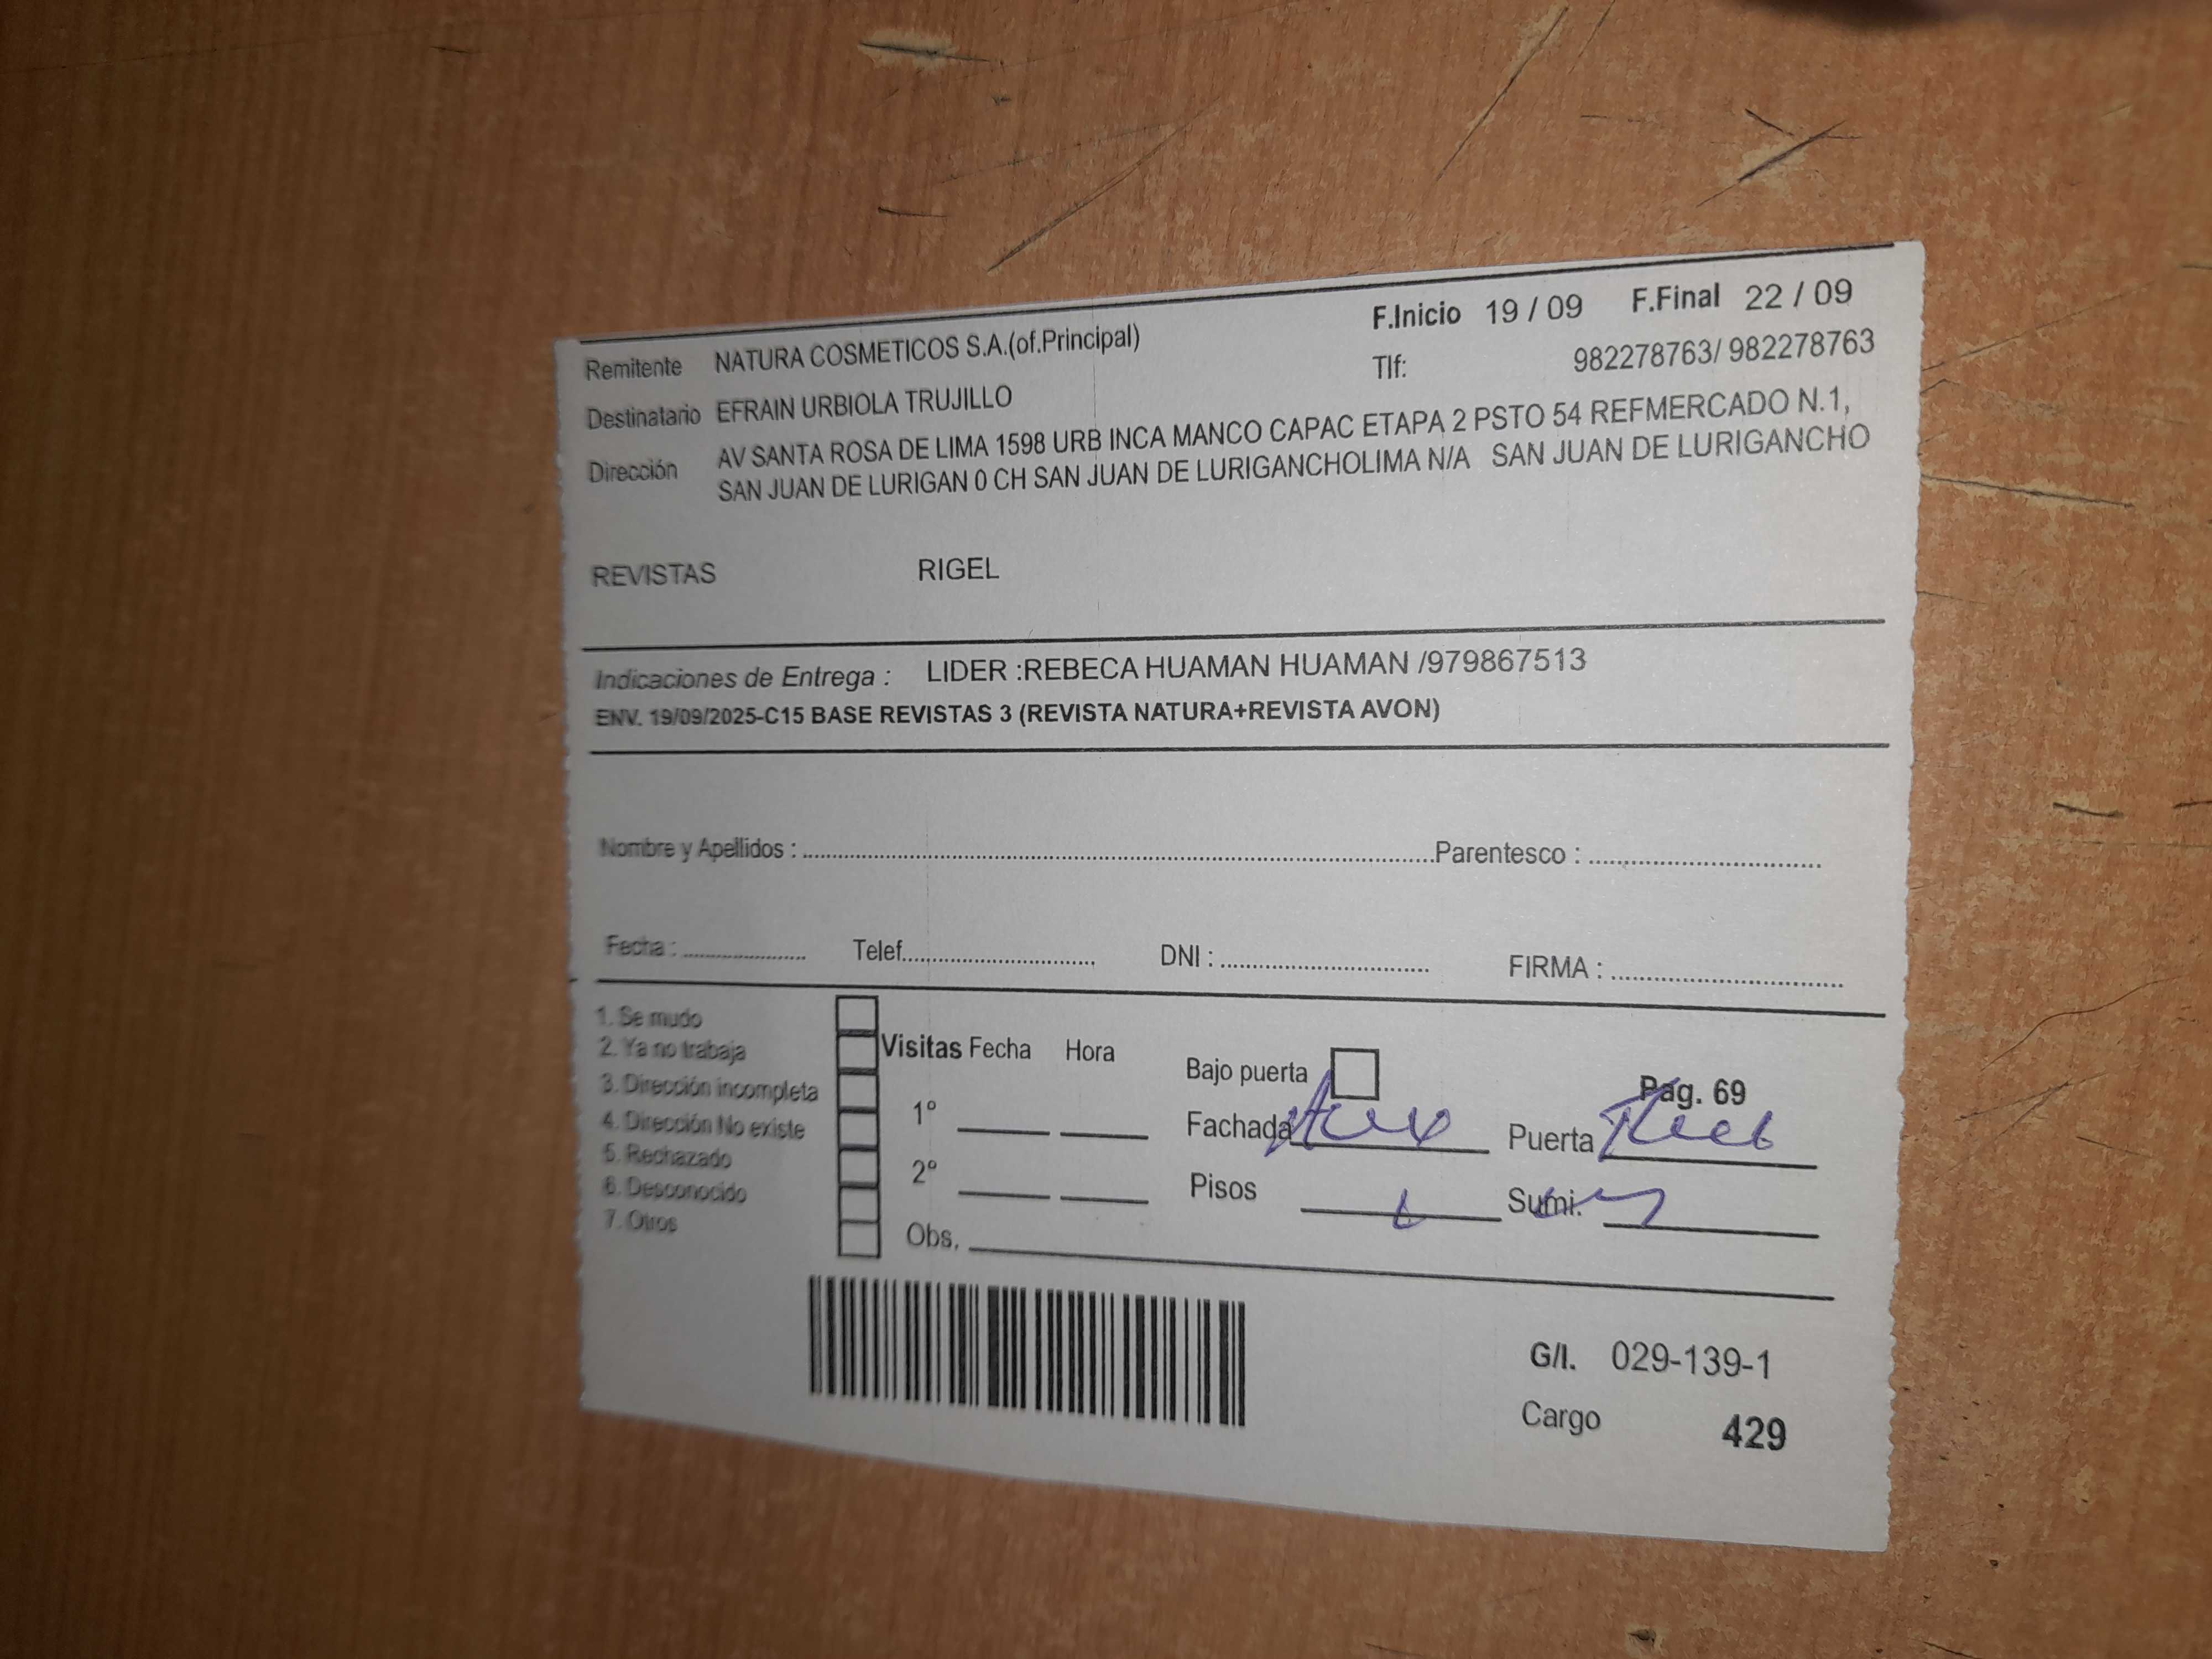 F.Inicio 19 / 09 F.Final 22 / 09
Remitente NATURA COSMETICOS S.A.(of.Principal) Tlf: 982278763/ 982278763
Destinatario EFRAIN URBIOLA TRUJILLO
Dirección AV SANTA ROSA DE LIMA 1598 URB INCA MANCO CAPAC ETAPA 2 PSTO 54 REFMERCADO N.1,
SAN JUAN DE LURIGAN 0 CH SAN JUAN DE LURIGANCHOLIMA N/A SAN JUAN DE LURIGANCHO
REVISTAS RIGEL
Indicaciones de Entrega : LIDER :REBECA HUAMAN HUAMAN /979867513
ENV. 19/09/2025-C15 BASE REVISTAS 3 (REVISTA NATURA+REVISTA AVON)
Nombre y Apellidos : Parentesco :
Fecha : Telef. DNI : FIRMA :
1. Se mudo
2. Ya no trabaja
3. Dirección incompleta
4. Dirección No existe
5. Rechazado
6. Desconocido
7. Otros
Visitas Fecha Hora
1°
2°
Obs.
Bajo puerta Pag. 69
Fachada Puerta
Pisos Sumi.
G/I. 029-139-1
Cargo 429